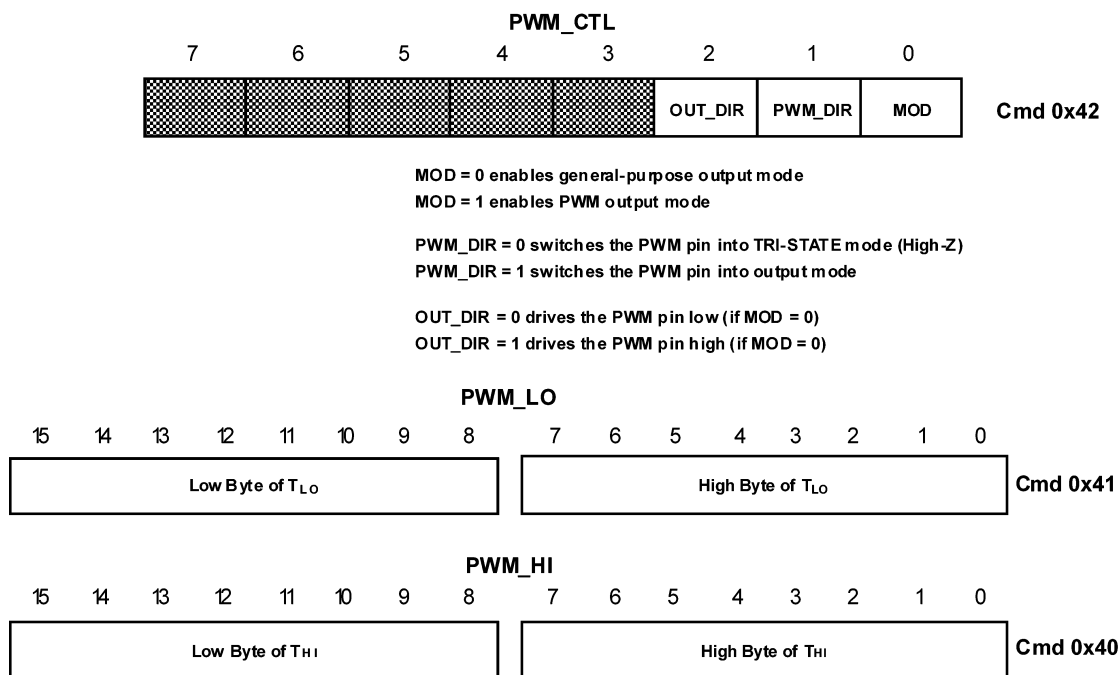 PWM_CTL
7 6 5 4 3 2 1 0
OUT_DIR PWM_DIR MOD Cmd 0x42
MOD = 0 enables general-purpose output mode
MOD = 1 enables PWM output mode
PWM_DIR = 0 switches the PWM pin into TRI-STATE mode (High-Z)
PWM_DIR = 1 switches the PWM pin into output mode
OUT_DIR = 0 drives the PWM pin low (if MOD = 0)
OUT_DIR = 1 drives the PWM pin high (if MOD = 0)
PWM_LO
15 14 13 12 11 10 9 8 7 6 5 4 3 2 1 0
Low Byte of TLO High Byte of TLO Cmd 0x41
PWM_HI
15 14 13 12 11 10 9 8 7 6 5 4 3 2 1 0
Low Byte of THI High Byte of THI Cmd 0x40